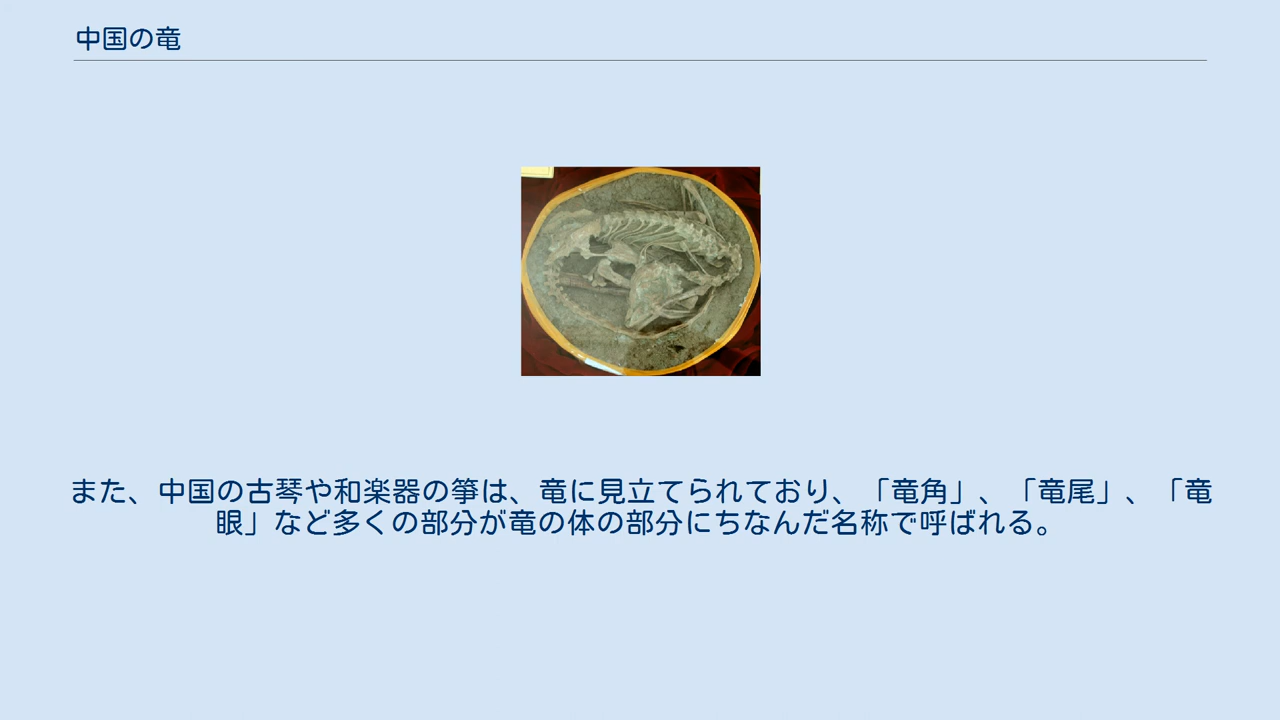 中国の竜
また、中国の古琴や和楽器の箏は、竜に見立てられており、「竜角」、「竜尾」、「竜
眼」など多くの部分が竜の体の部分にちなんだ名称で呼ばれる。